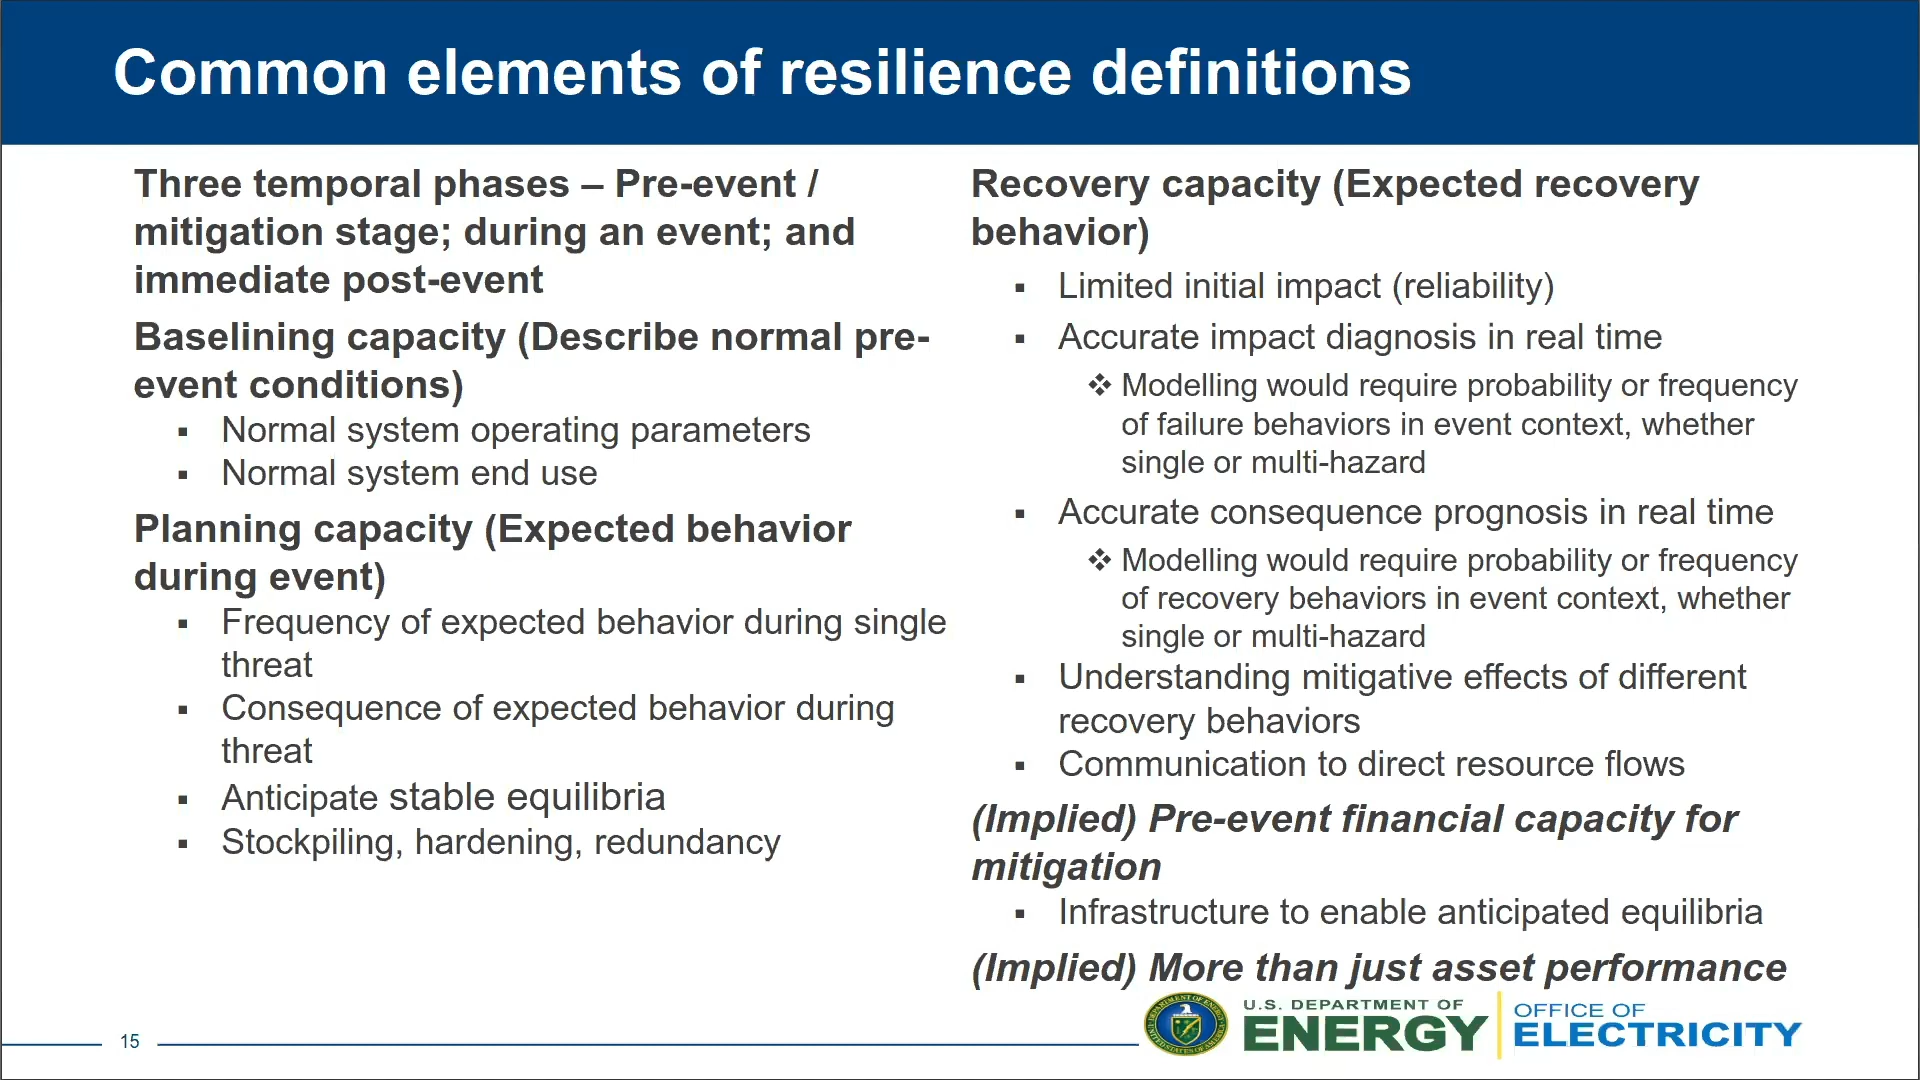 Common elements of resilience definitions
Three temporal phases – Pre-event /
mitigation stage; during an event; and
immediate post-event
Baselining capacity (Describe normal pre-
event conditions)
▪ Normal system operating parameters
▪ Normal system end use
Planning capacity (Expected behavior
during event)
▪ Frequency of expected behavior during single
threat
▪ Consequence of expected behavior during
threat
▪ Anticipate stable equilibria
▪ Stockpiling, hardening, redundancy
Recovery capacity (Expected recovery
behavior)
▪ Limited initial impact (reliability)
▪ Accurate impact diagnosis in real time
❖ Modelling would require probability or frequency
of failure behaviors in event context, whether
single or multi-hazard
▪ Accurate consequence prognosis in real time
❖ Modelling would require probability or frequency
of recovery behaviors in event context, whether
single or multi-hazard
▪ Understanding mitigative effects of different
recovery behaviors
▪ Communication to direct resource flows
(Implied) Pre-event financial capacity for
mitigation
▪ Infrastructure to enable anticipated equilibria
(Implied) More than just asset performance
15
U.S. DEPARTMENT OF
ENERGY
OFFICE OF
ELECTRICITY